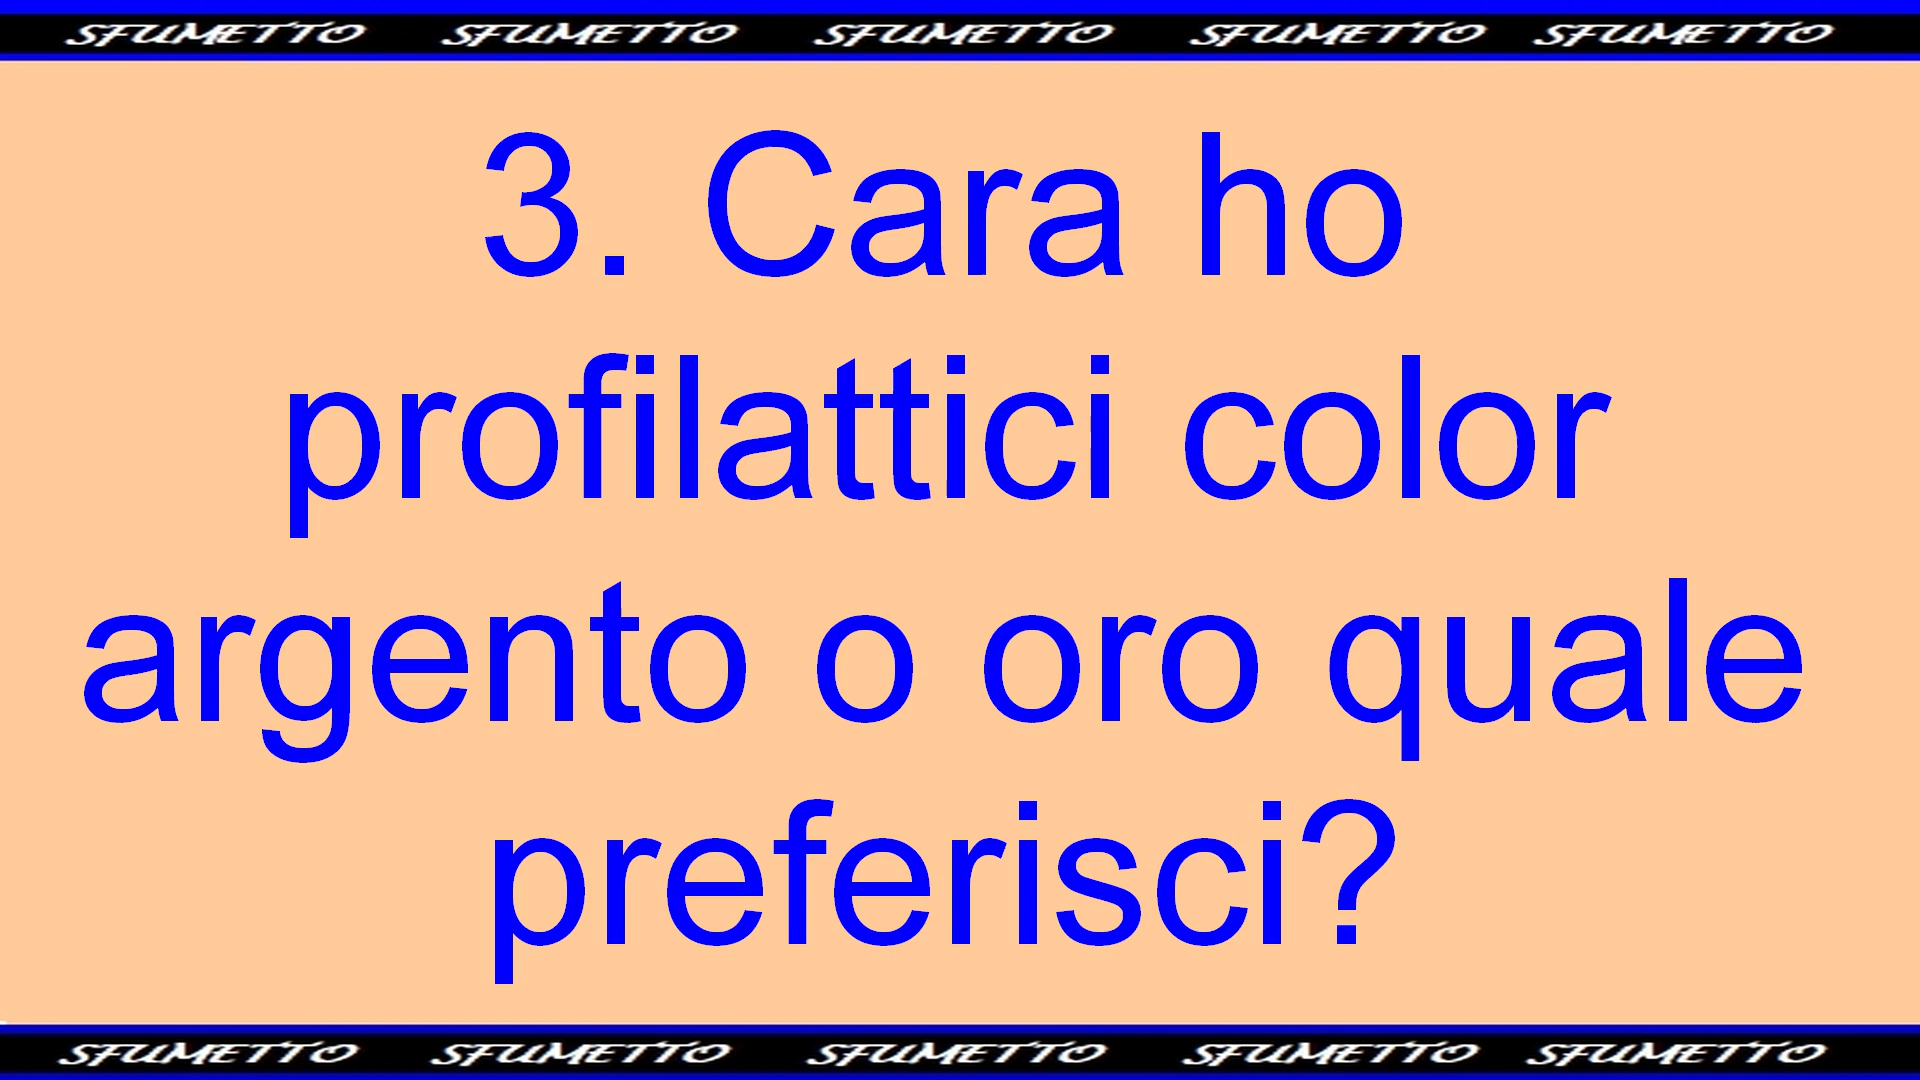 SFUMETTO SFUMETTO SFUMETTO SFUMETTO SFUMETTO
3. Cara ho
profilattici color
argento o oro quale
preferisci?
SFUMETTO SFUMETTO SFUMETTO SFUMETTO SFUMETTO